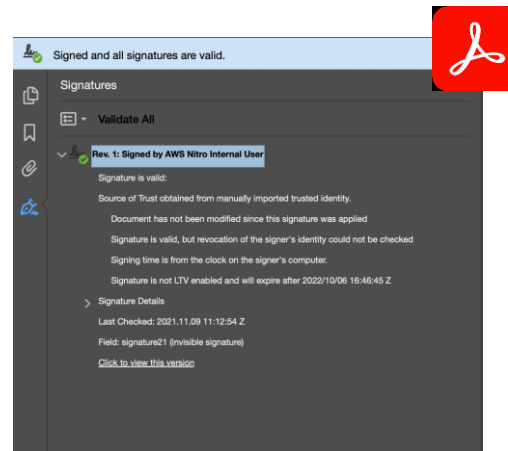 Signed and all signatures are valid.
Signatures
Validate All
Rev. 1: Signed by AWS Nitro Internal User
Signature is valid:
Source of Trust obtained from manually imported trusted identity.
Document has not been modified since this signature was applied
Signature is valid, but revocation of the signer's identity could not be checked
Signing time is from the clock on the signer's computer.
Signature is not LTV enabled and will expire after 2022/10/06 16:46:45 Z
Signature Details
Last Checked: 2021.11.09 11:12:54 Z
Field: signature21 (invisible signature)
Click to view this version